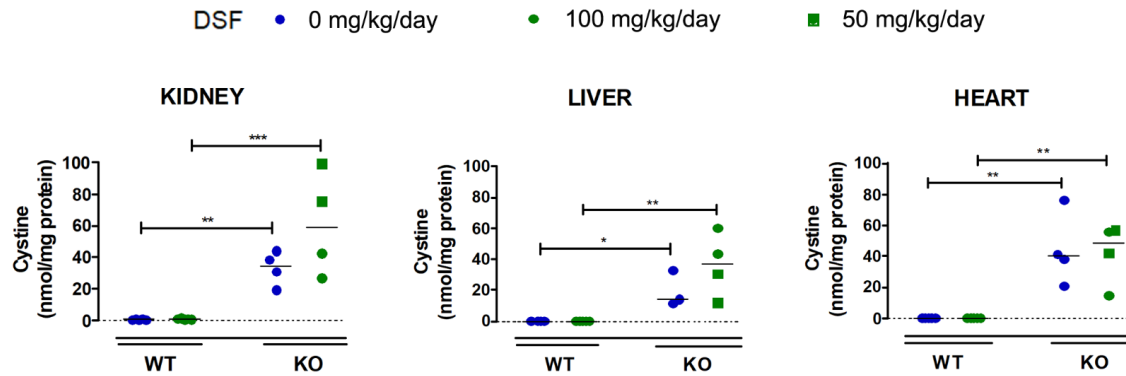 DSF 0 mg/kg/day 100 mg/kg/day 50 mg/kg/day
KIDNEY
Cystine
(nmol/mg protein)
100
80
60
40
20
0
***
**
WT KO
LIVER
Cystine
(nmol/mg protein)
100
80
60
40
20
0
**
*
WT KO
HEART
Cystine
(nmol/mg protein)
100
80
60
40
20
0
**
**
WT KO